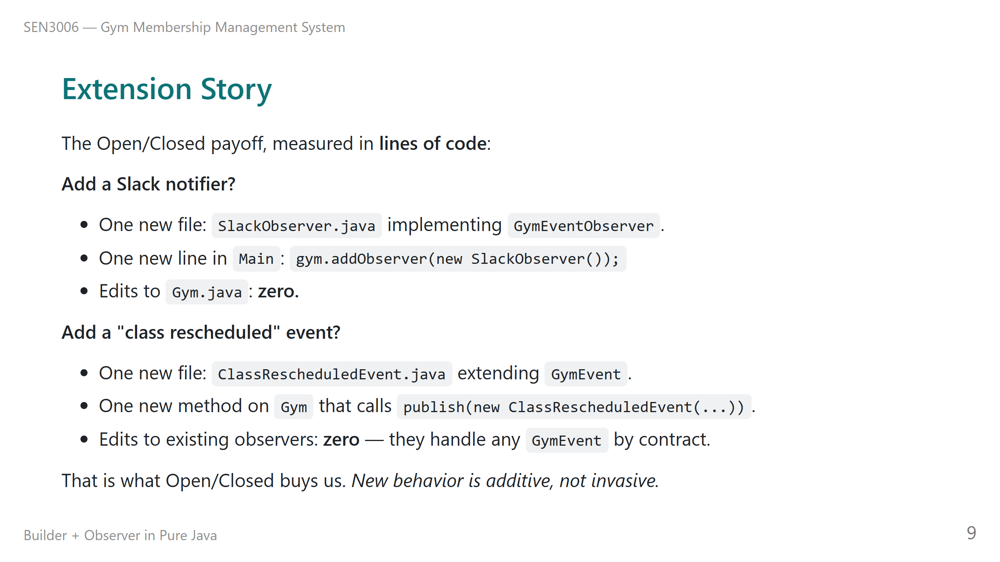 SEN3006 — Gym Membership Management System
Extension Story
The Open/Closed payoff, measured in lines of code:
Add a Slack notifier?
• One new file: SlackObserver.java implementing GymEventObserver.
• One new line in Main: gym.addObserver(new SlackObserver());
• Edits to Gym.java: zero.
Add a "class rescheduled" event?
• One new file: ClassRescheduledEvent.java extending GymEvent.
• One new method on Gym that calls publish(new ClassRescheduledEvent(...)).
• Edits to existing observers: zero — they handle any GymEvent by contract.
That is what Open/Closed buys us. New behavior is additive, not invasive.
Builder + Observer in Pure Java
9